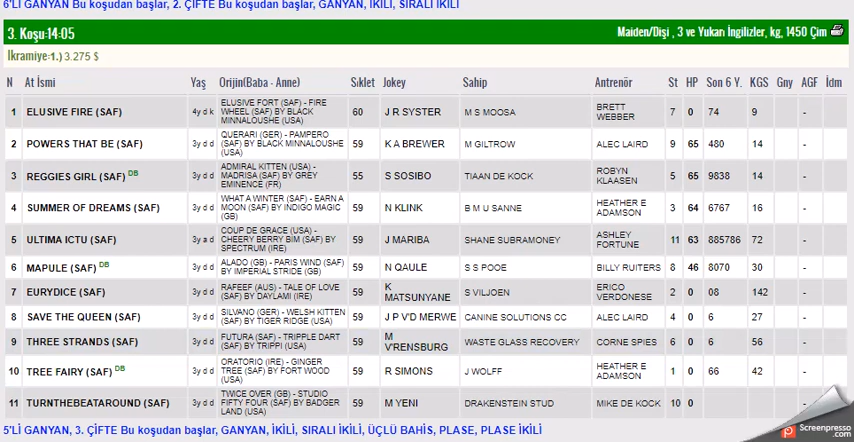 6'LI GANYAN Bu koşudan başlar, 2. ÇİFTE Bu koşudan başlar, GANYAN, İKİLİ, SIRALI İKİLİ
3. Koşu:14:05 Maiden/Dişi , 3 ve Yukarı İngilizler, kg, 1450 Çim
İkramiye:1.) 3.275 $
N At İsmi Yaş Orijin(Baba - Anne) Sıklet Jokey Sahip Antrenör St HP Son 6 Y. KGS Gny AGF İdm
1 ELUSIVE FIRE (SAF) 4y d k ELUSIVE FORT (SAF) - FIRE WHEEL (SAF) BY BLACK MINNALOUSHE (USA) 60 J R SYSTER M S MOOSA BRETT WEBBER 7 0 74 9 -
2 POWERS THAT BE (SAF) 3y d d QUERARI (GER) - PAMPERO (SAF) BY BLACK MINNALOUSHE (USA) 59 K A BREWER M GILTROW ALEC LAIRD 9 65 480 14 -
3 REGGIES GIRL (SAF) DB 3y d d ADMIRAL KITTEN (USA) - MADRISA (SAF) BY GREY EMINENCE (FR) 55 S SOSIBO TIAAN DE KOCK ROBYN KLAASEN 5 65 9838 14 -
4 SUMMER OF DREAMS (SAF) 3y d d WHAT A WINTER (SAF) - EARN A MOON (SAF) BY INDIGO MAGIC (GB) 59 N KLINK B M U SANNE HEATHER E ADAMSON 3 64 6767 16 -
5 ULTIMA ICTU (SAF) 3y a d COUP DE GRACE (USA) - CHEERY BERRY BIM (SAF) BY SPECTRUM (IRE) 59 J MARIBA SHANE SUBRAMONEY ASHLEY FORTUNE 11 63 885786 72 -
6 MAPULE (SAF) DB 3y d d ALADO (GB) - PARIS WIND (SAF) BY IMPERIAL STRIDE (GB) 59 N QAULE S S POOE BILLY RUITERS 8 46 8070 30 -
7 EURYDICE (SAF) 3y d d RAFEEF (AUS) - TALE OF LOVE (SAF) BY DAYLAMI (IRE) 59 K MATSUNYANE S VILJOEN ERICO VERDONESE 2 0 08 142 -
8 SAVE THE QUEEN (SAF) 3y d d SILVANO (GER) - WELSH KITTEN (SAF) BY TIGER RIDGE (USA) 59 J P V'D MERWE CANINE SOLUTIONS CC ALEC LAIRD 4 0 6 27 -
9 THREE STRANDS (SAF) 3y d d FUTURA (SAF) - TRIPPLE DART (SAF) BY TRIPPI (USA) 59 M V'RENSBURG WASTE GLASS RECOVERY CORNE SPIES 6 0 6 56 -
10 TREE FAIRY (SAF) DB 3y d d ORATORIO (IRE) - GINGER TREE (SAF) BY FORT WOOD (USA) 59 R SIMONS J WOLFF HEATHER E ADAMSON 1 0 66 42 -
11 TURNTHEBEATAROUND (SAF) 3y d d TWICE OVER (GB) - STUDIO FIFTY FOUR (SAF) BY BADGER LAND (USA) 59 M YENI DRAKENSTEIN STUD MIKE DE KOCK 10 0 -
5'Lİ GANYAN, 3. ÇİFTE Bu koşudan başlar, GANYAN, İKİLİ, SIRALI İKİLİ, ÜÇLÜ BAHİS, PLASE, PLASE İKİLİ
Screenpresso
.com